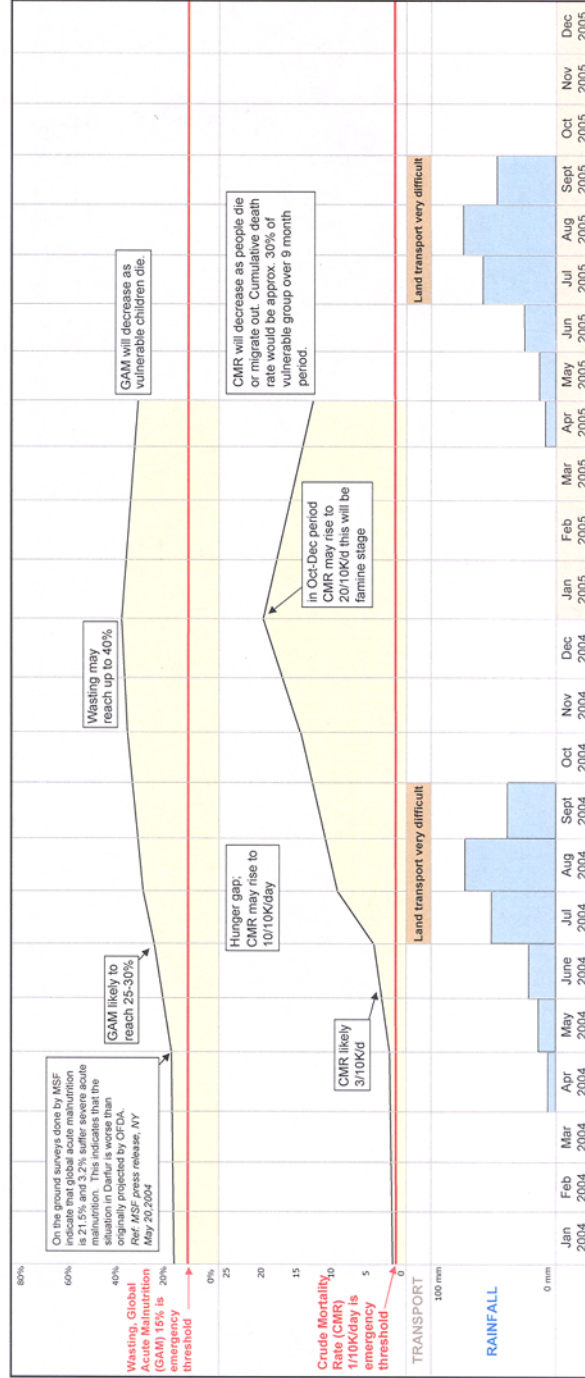 80%
60%
40%
20%
0%
Wasting, Global
Acute Malnutrition
(GAM) 15% is
emergency
threshold
On the ground surveys done by MSF
indicate that global acute malnutrition
is 21.5% and 3.2% suffer severe acute
malnutrition. This indicates that the
situation in Darfur is worse than
originally projected by OFDA.
Ref. MSF press release, NY
May 20,2004
GAM likely to
reach 25-30%
Wasting may
reach up to 40%
GAM will decrease as
vulnerable children die.
25
20
15
10
5
0
Crude Mortality
Rate (CMR)
1/10K/day is
emergency
threshold
CMR likely
3/10K/d
Hunger gap;
CMR may rise to
10/10K/day
in Oct-Dec period
CMR may rise to
20/10K/d this will be
famine stage
CMR will decrease as people die
or migrate out. Cumulative death
rate would be approx. 30% of
vulnerable group over 9 month
period.
TRANSPORT
Land transport very difficult
Land transport very difficult
100 mm
RAINFALL
0 mm
Jan Feb Mar Apr May June Jul Aug Sept Oct Nov Dec Jan Feb Mar Apr May Jun Jul Aug Sept Oct Nov Dec
2004 2004 2004 2004 2004 2004 2004 2004 2004 2004 2004 2004 2005 2005 2005 2005 2005 2005 2005 2005 2005 2005 2005 2005